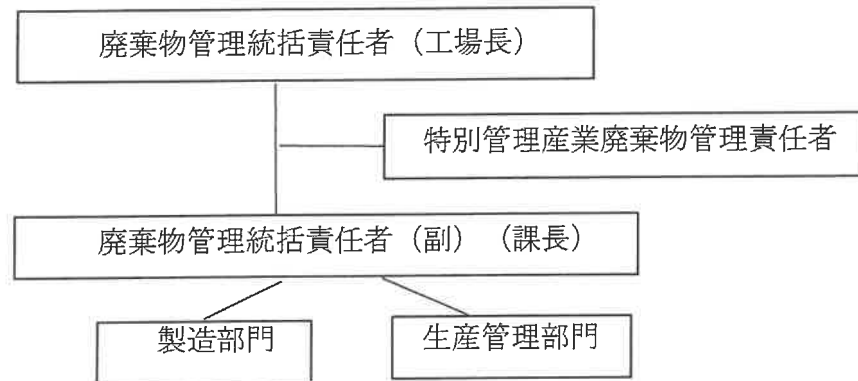 廃棄物管理統括責任者（工場長）
特別管理産業廃棄物管理責任者
廃棄物管理統括責任者（副）（課長）
製造部門
生産管理部門